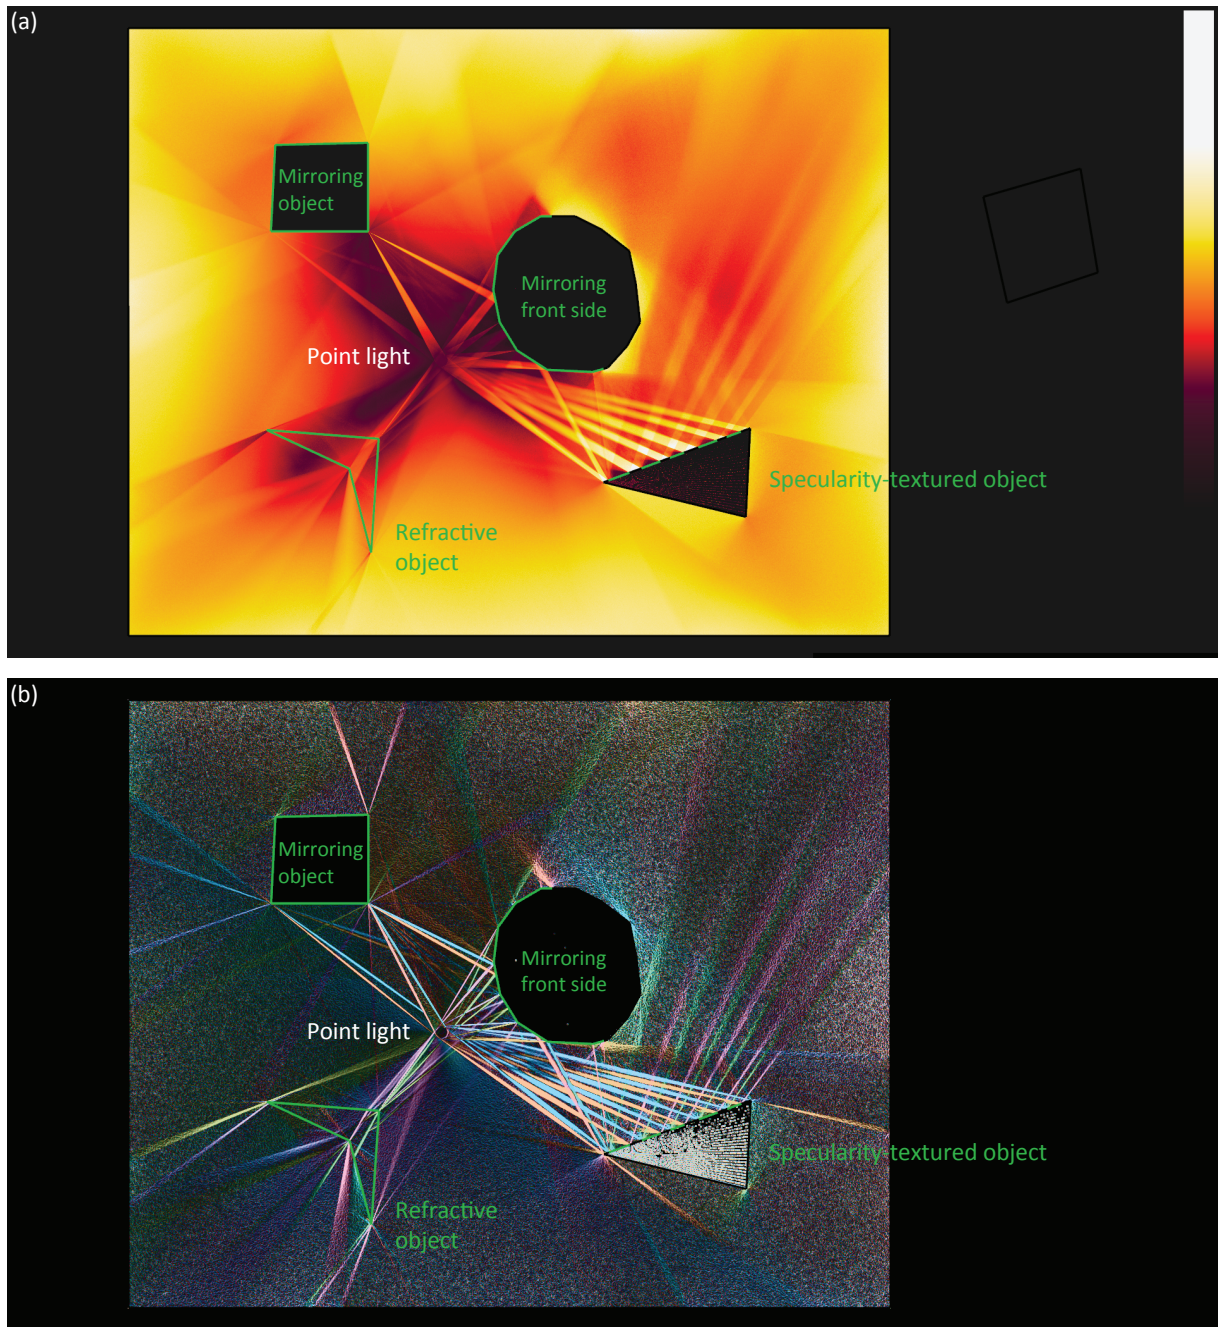 (a)
Mirroring
object
Mirroring
front side
Point light
Specularity-textured object
Refractive
object
(b)
Mirroring
object
Mirroring
front side
Point light
Specularity-textured object
Refractive
object